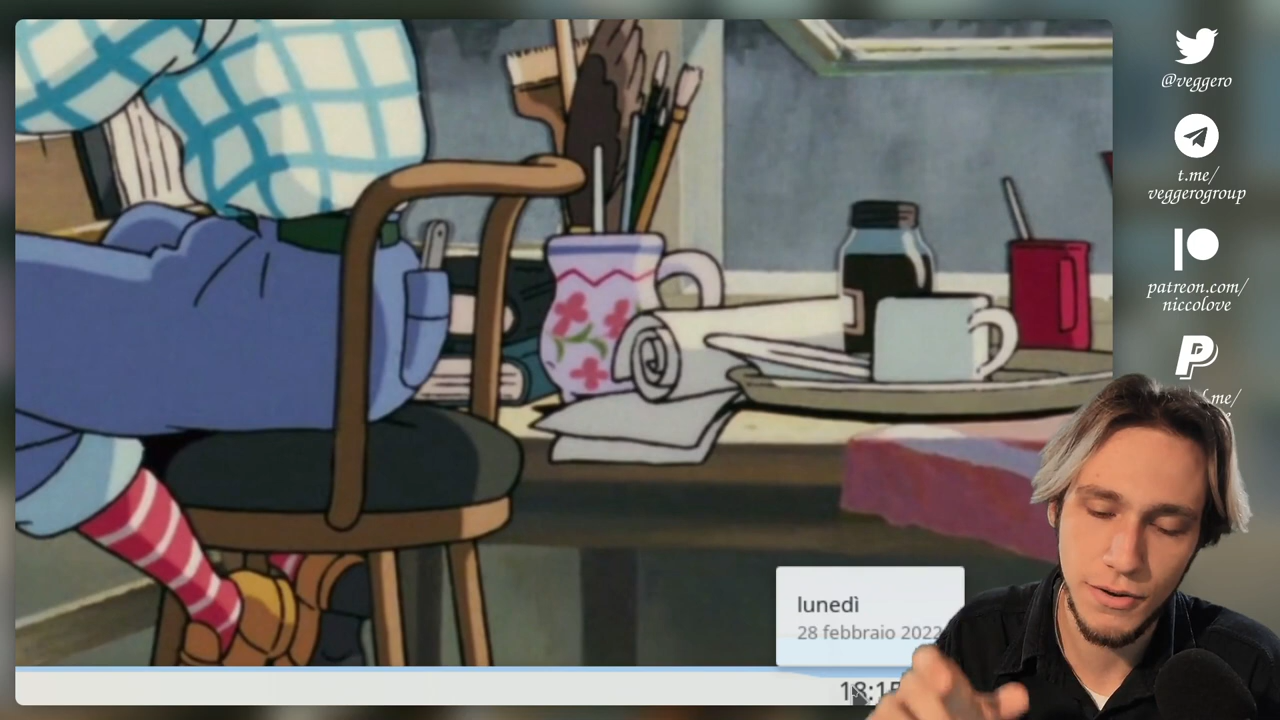 @veggero
t.me/
veggerogroup
patreon.com/
niccolove
lunedì
28 febbraio 2022